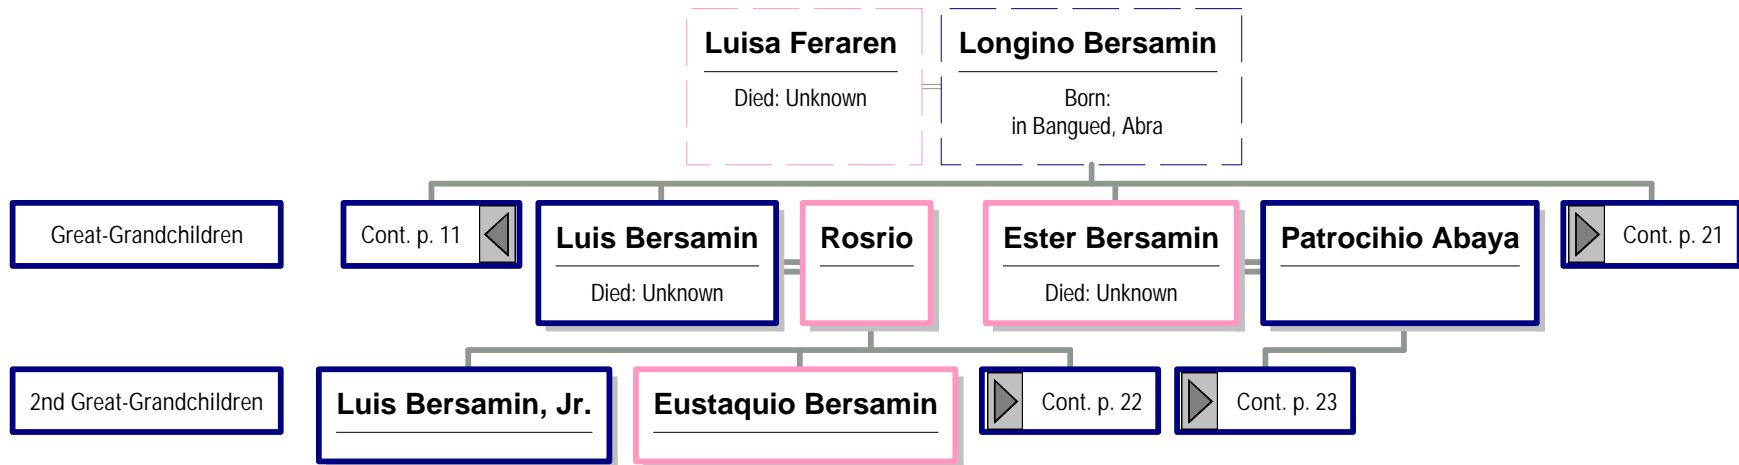 Luisa Feraren
Died: Unknown
Longino Bersamin
Born:
in Bangued, Abra
Great-Grandchildren
Cont. p. 11
Luis Bersamin
Died: Unknown
Rosrio
Ester Bersamin
Died: Unknown
Patrocihio Abaya
Cont. p. 21
2nd Great-Grandchildren
Luis Bersamin, Jr.
Eustaquio Bersamin
Cont. p. 22
Cont. p. 23